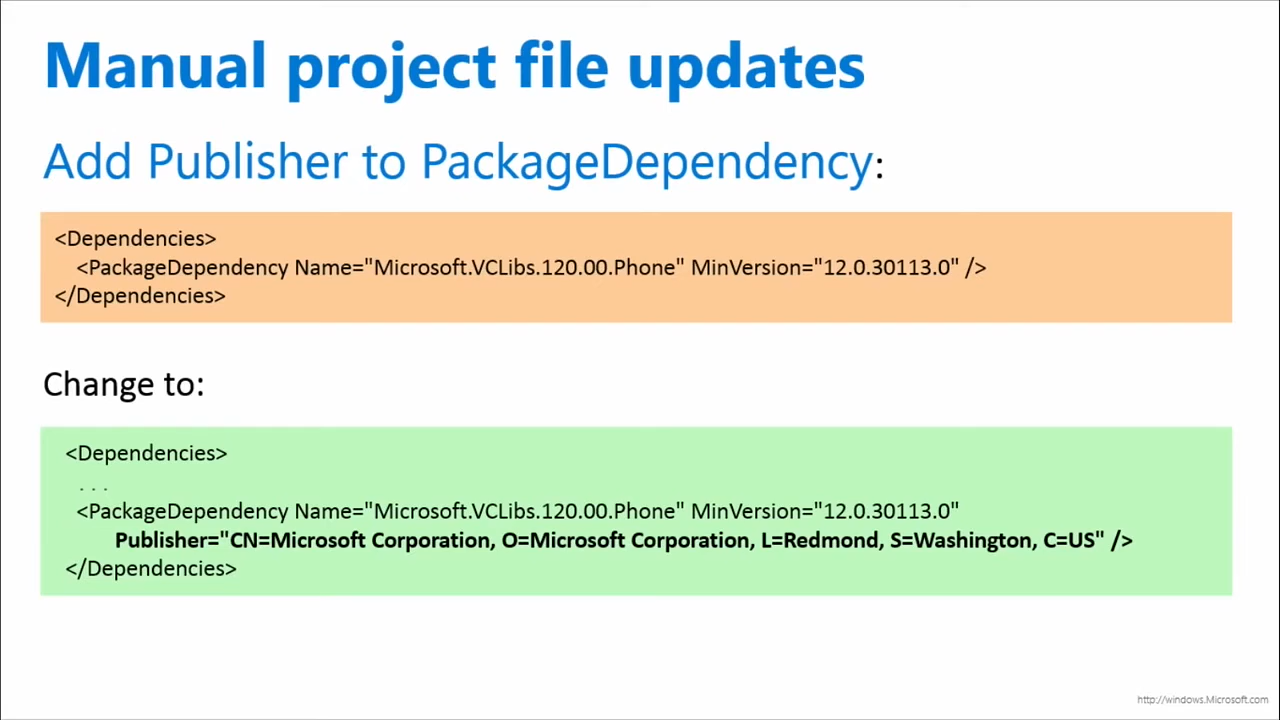 Manual project file updates
Add Publisher to PackageDependency:
<Dependencies>
<PackageDependency Name="Microsoft.VCLibs.120.00.Phone" MinVersion="12.0.30113.0" />
</Dependencies>
Change to:
<Dependencies>
. . .
<PackageDependency Name="Microsoft.VCLibs.120.00.Phone" MinVersion="12.0.30113.0"
Publisher="CN=Microsoft Corporation, O=Microsoft Corporation, L=Redmond, S=Washington, C=US" />
</Dependencies>
http://windows.Microsoft.com